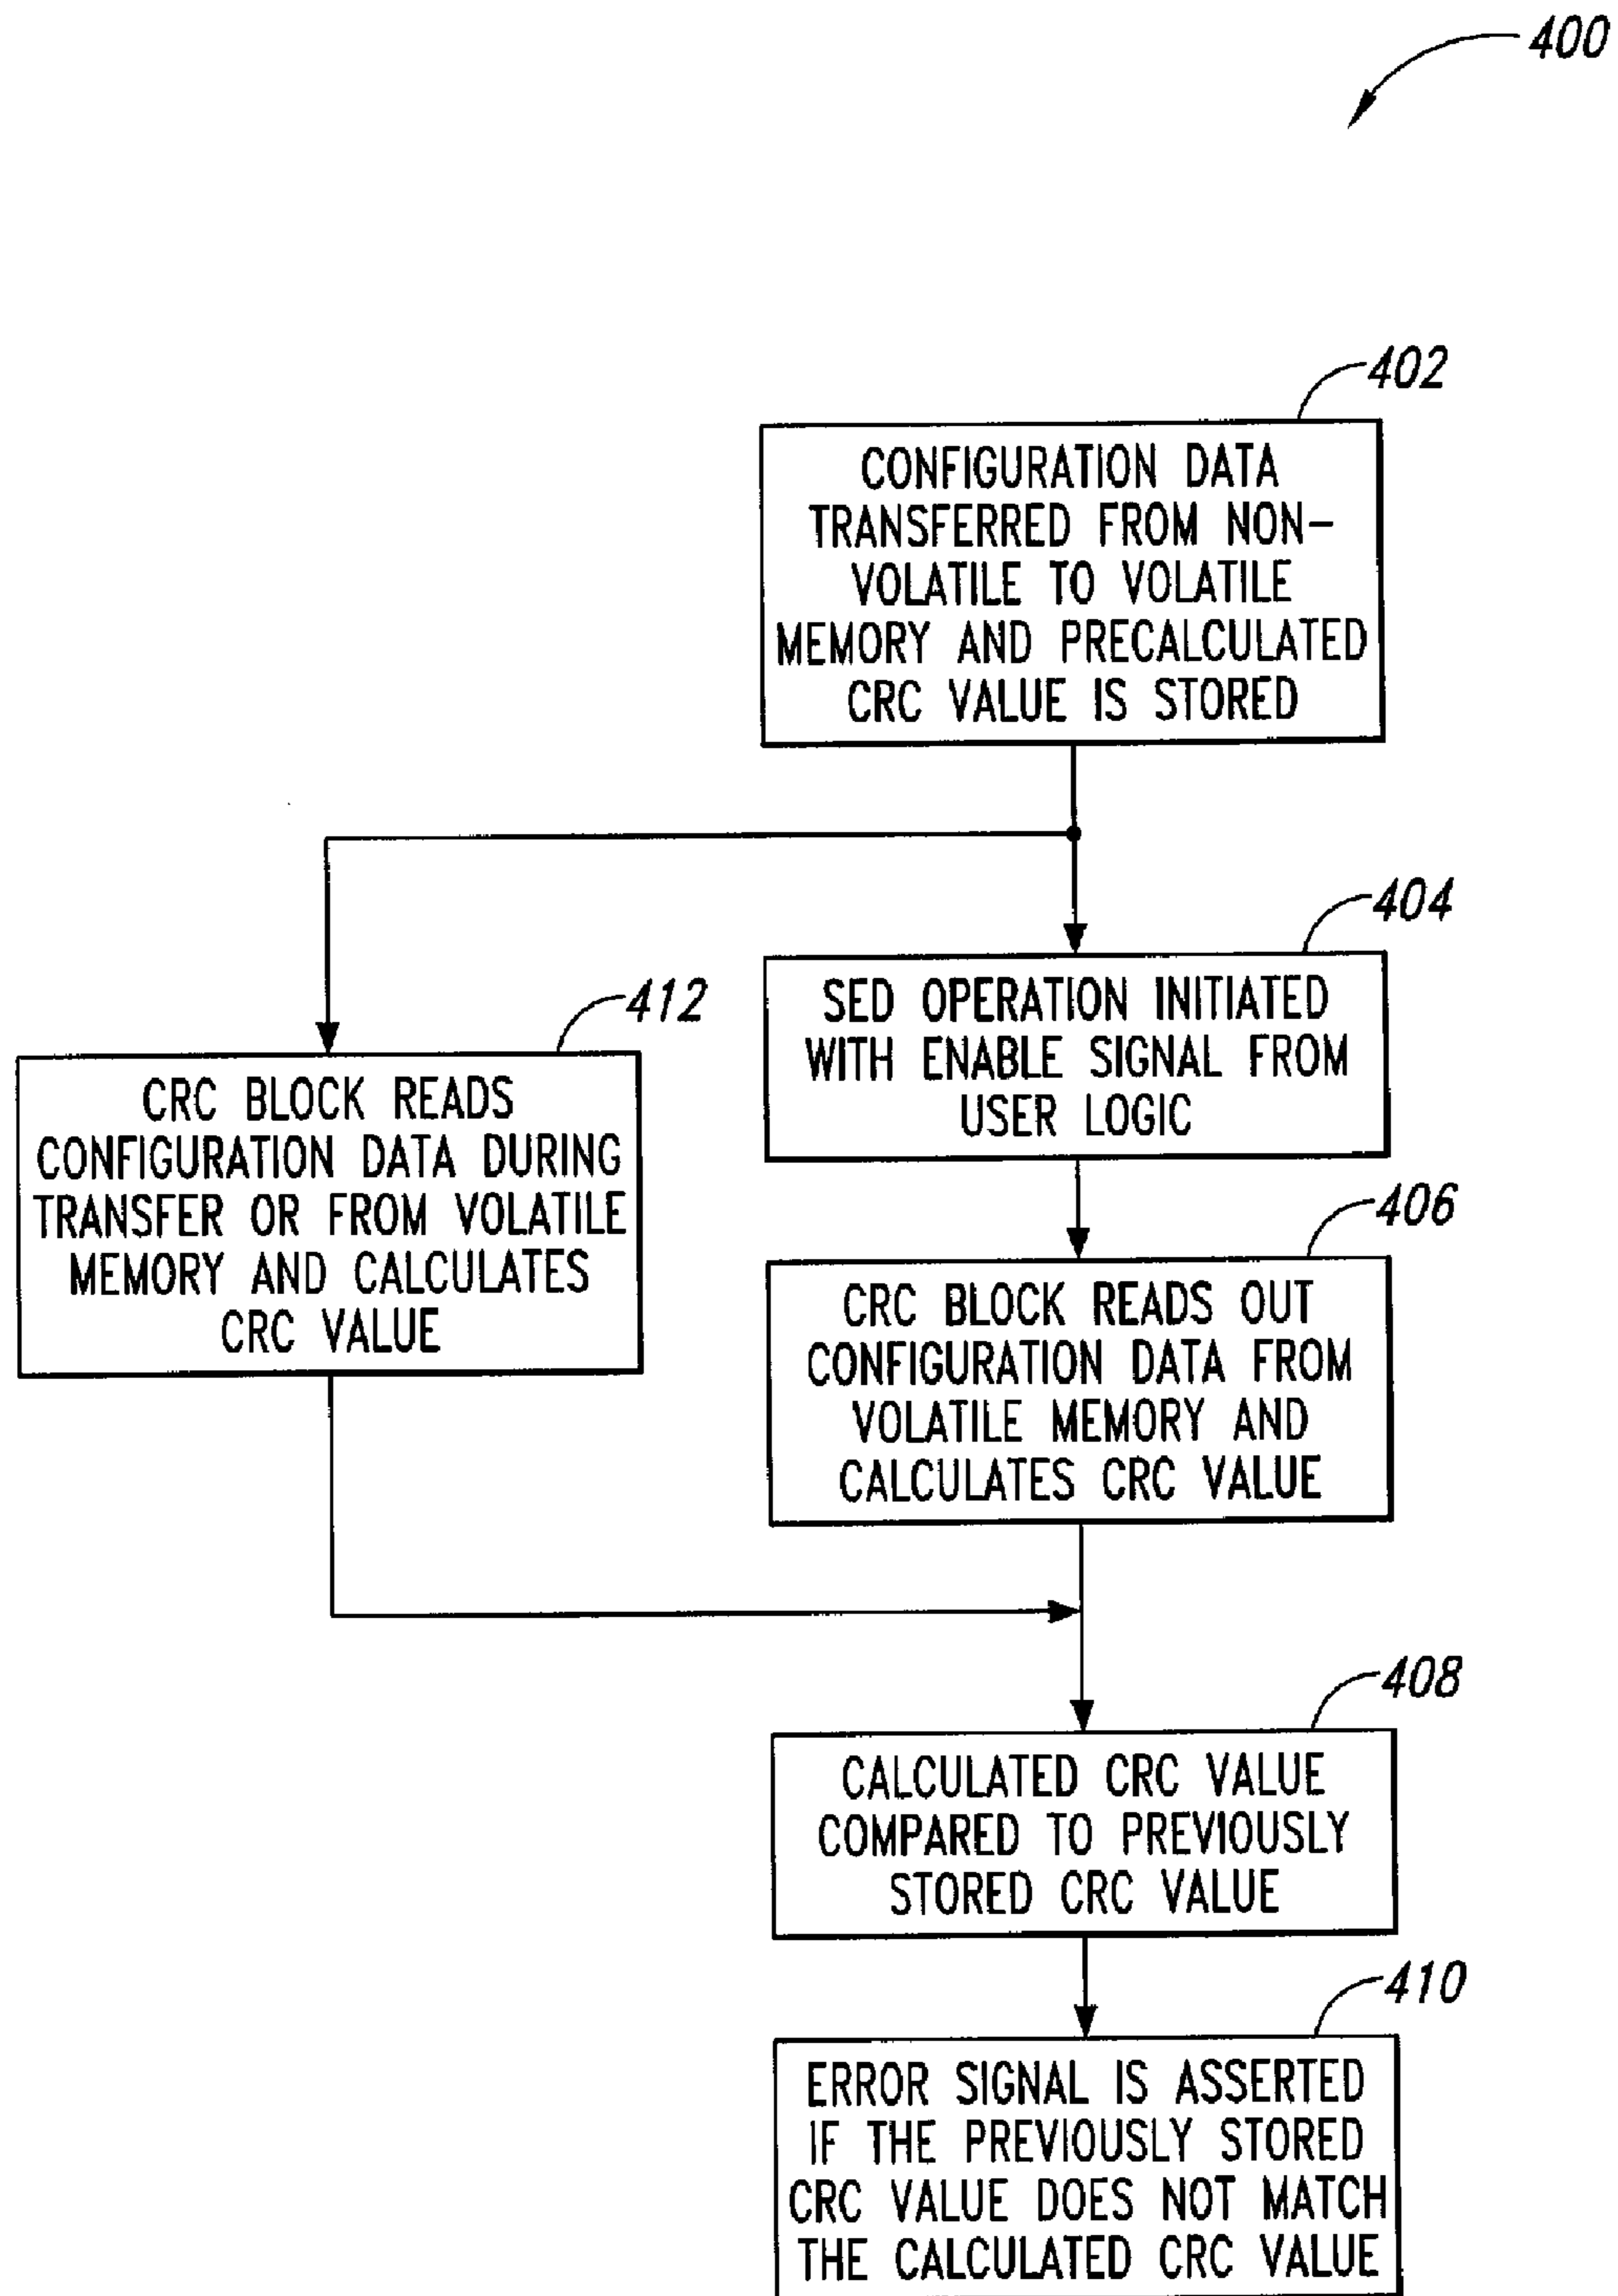 400
402
CONFIGURATION DATA
TRANSFERRED FROM NON-
VOLATILE TO VOLATILE
MEMORY AND PRECALCULATED
CRC VALUE IS STORED
404
SED OPERATION INITIATED
WITH ENABLE SIGNAL FROM
USER LOGIC
412
CRC BLOCK READS
CONFIGURATION DATA DURING
TRANSFER OR FROM VOLATILE
MEMORY AND CALCULATES
CRC VALUE
406
CRC BLOCK READS OUT
CONFIGURATION DATA FROM
VOLATILE MEMORY AND
CALCULATES CRC VALUE
408
CALCULATED CRC VALUE
COMPARED TO PREVIOUSLY
STORED CRC VALUE
410
ERROR SIGNAL IS ASSERTED
IF THE PREVIOUSLY STORED
CRC VALUE DOES NOT MATCH
THE CALCULATED CRC VALUE